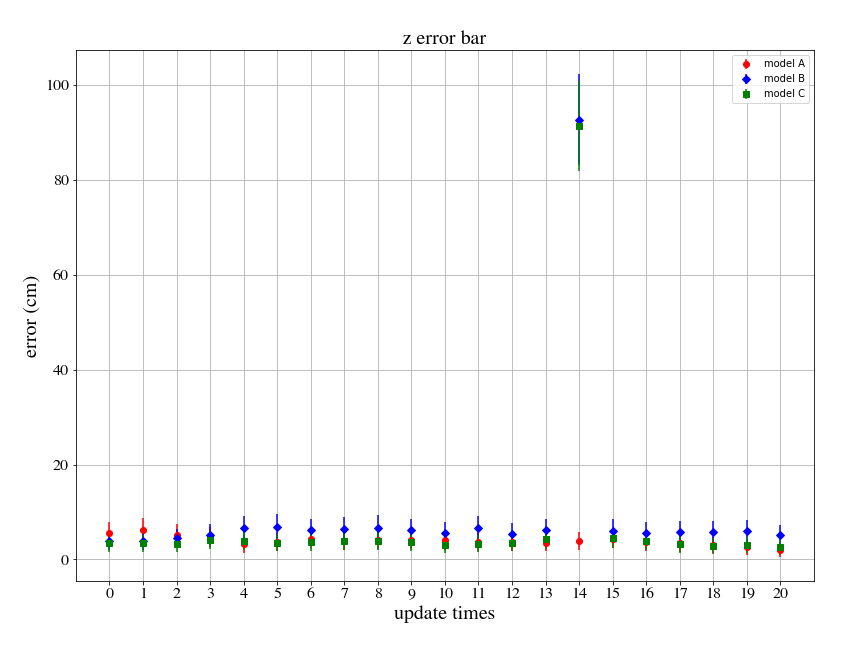 z error bar
model A
model B
model C
100
80
60
40
20
0
error (cm)
0 1 2 3 4 5 6 7 8 9 10 11 12 13 14 15 16 17 18 19 20
update times